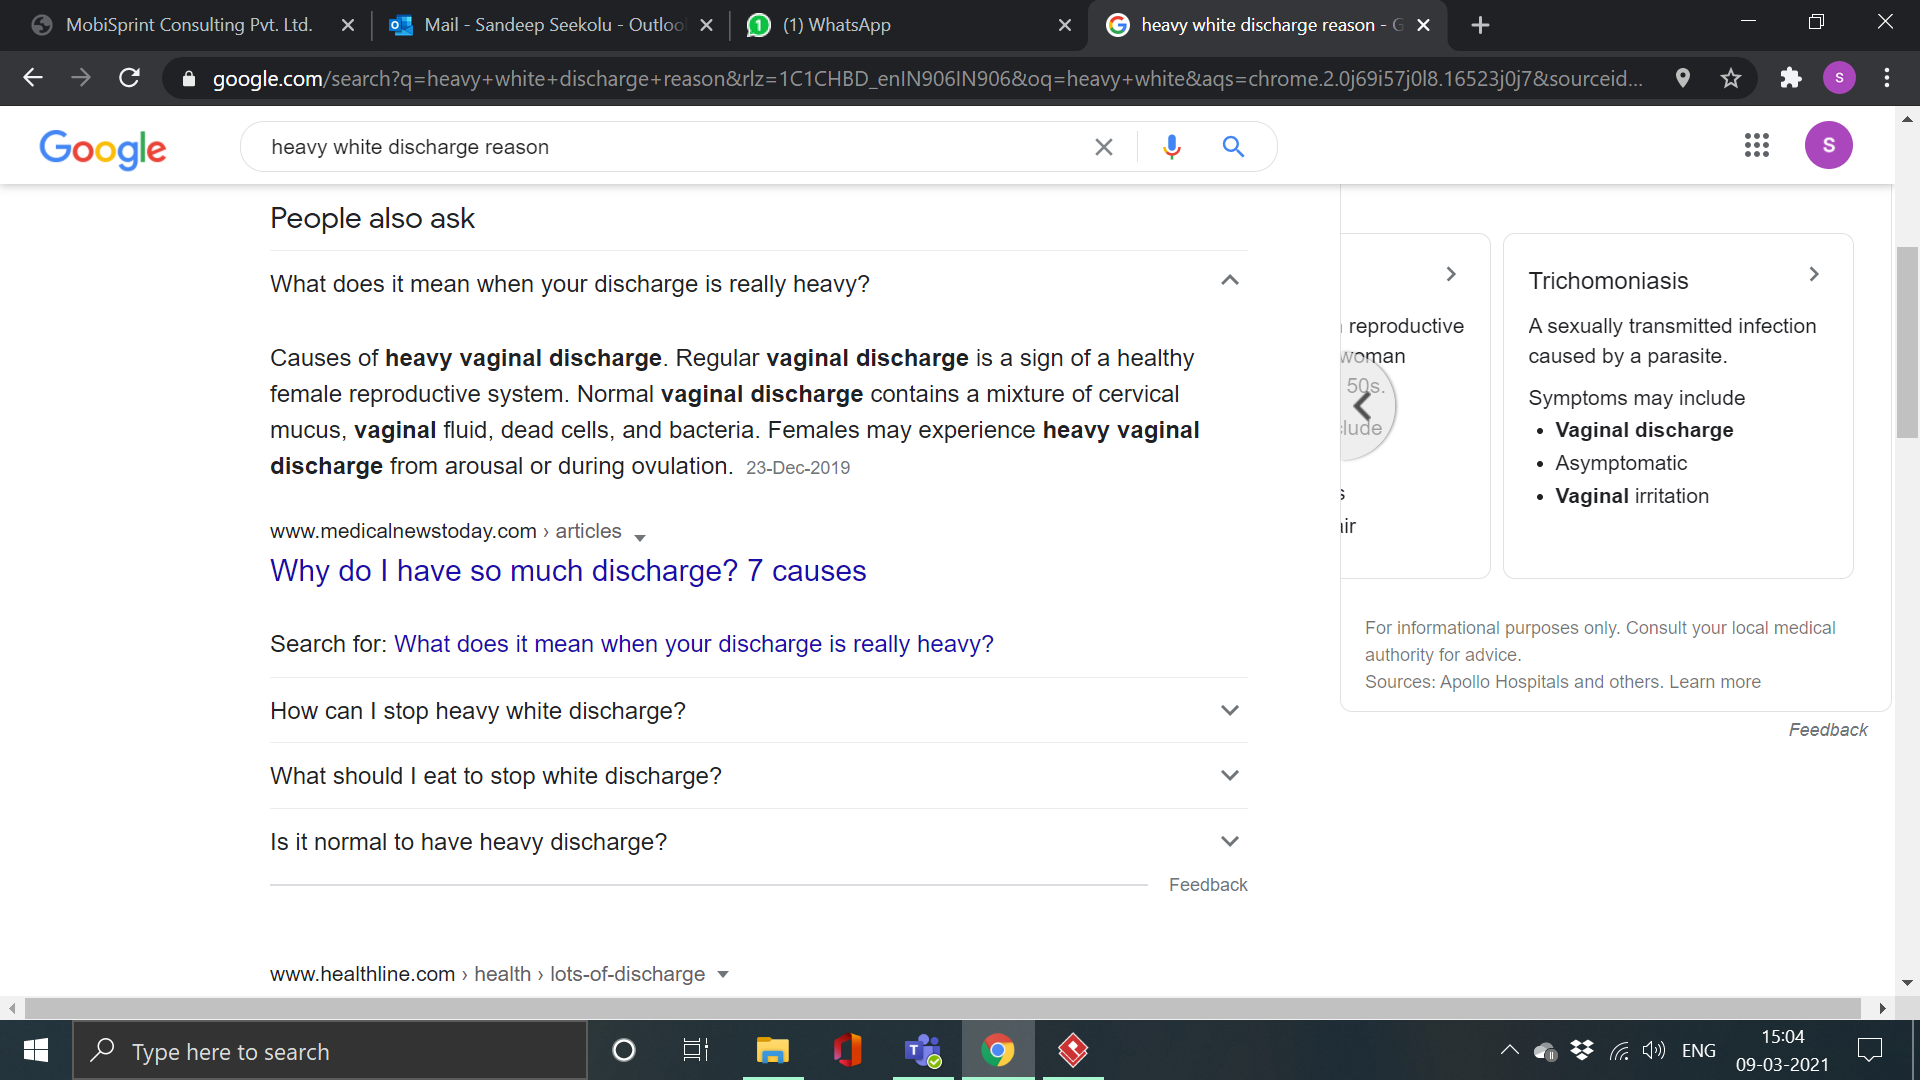 MobiSprint Consulting Pvt. Ltd.
Mail - Sandeep Seekolu - Outloo
(1) WhatsApp
heavy white discharge reason - G
google.com/search?q=heavy+white+discharge+reason&rlz=1C1CHBD_enIN906IN906&oq=heavy+white&aqs=chrome.2.0j69i57j0l8.16523j0j7&sourceid...
S
Google
heavy white discharge reason
S
People also ask
What does it mean when your discharge is really heavy?
Causes of heavy vaginal discharge. Regular vaginal discharge is a sign of a healthy
female reproductive system. Normal vaginal discharge contains a mixture of cervical
mucus, vaginal fluid, dead cells, and bacteria. Females may experience heavy vaginal
discharge from arousal or during ovulation. 23-Dec-2019
www.medicalnewstoday.com › articles
Why do I have so much discharge? 7 causes
Search for: What does it mean when your discharge is really heavy?
How can I stop heavy white discharge?
What should I eat to stop white discharge?
Is it normal to have heavy discharge?
Feedback
www.healthline.com › health › lots-of-discharge
reproductive
woman
50s.
clude
s
air
Trichomoniasis
A sexually transmitted infection
caused by a parasite.
Symptoms may include
• Vaginal discharge
• Asymptomatic
• Vaginal irritation
For informational purposes only. Consult your local medical
authority for advice.
Sources: Apollo Hospitals and others. Learn more
Feedback
Type here to search
ENG
15:04
09-03-2021